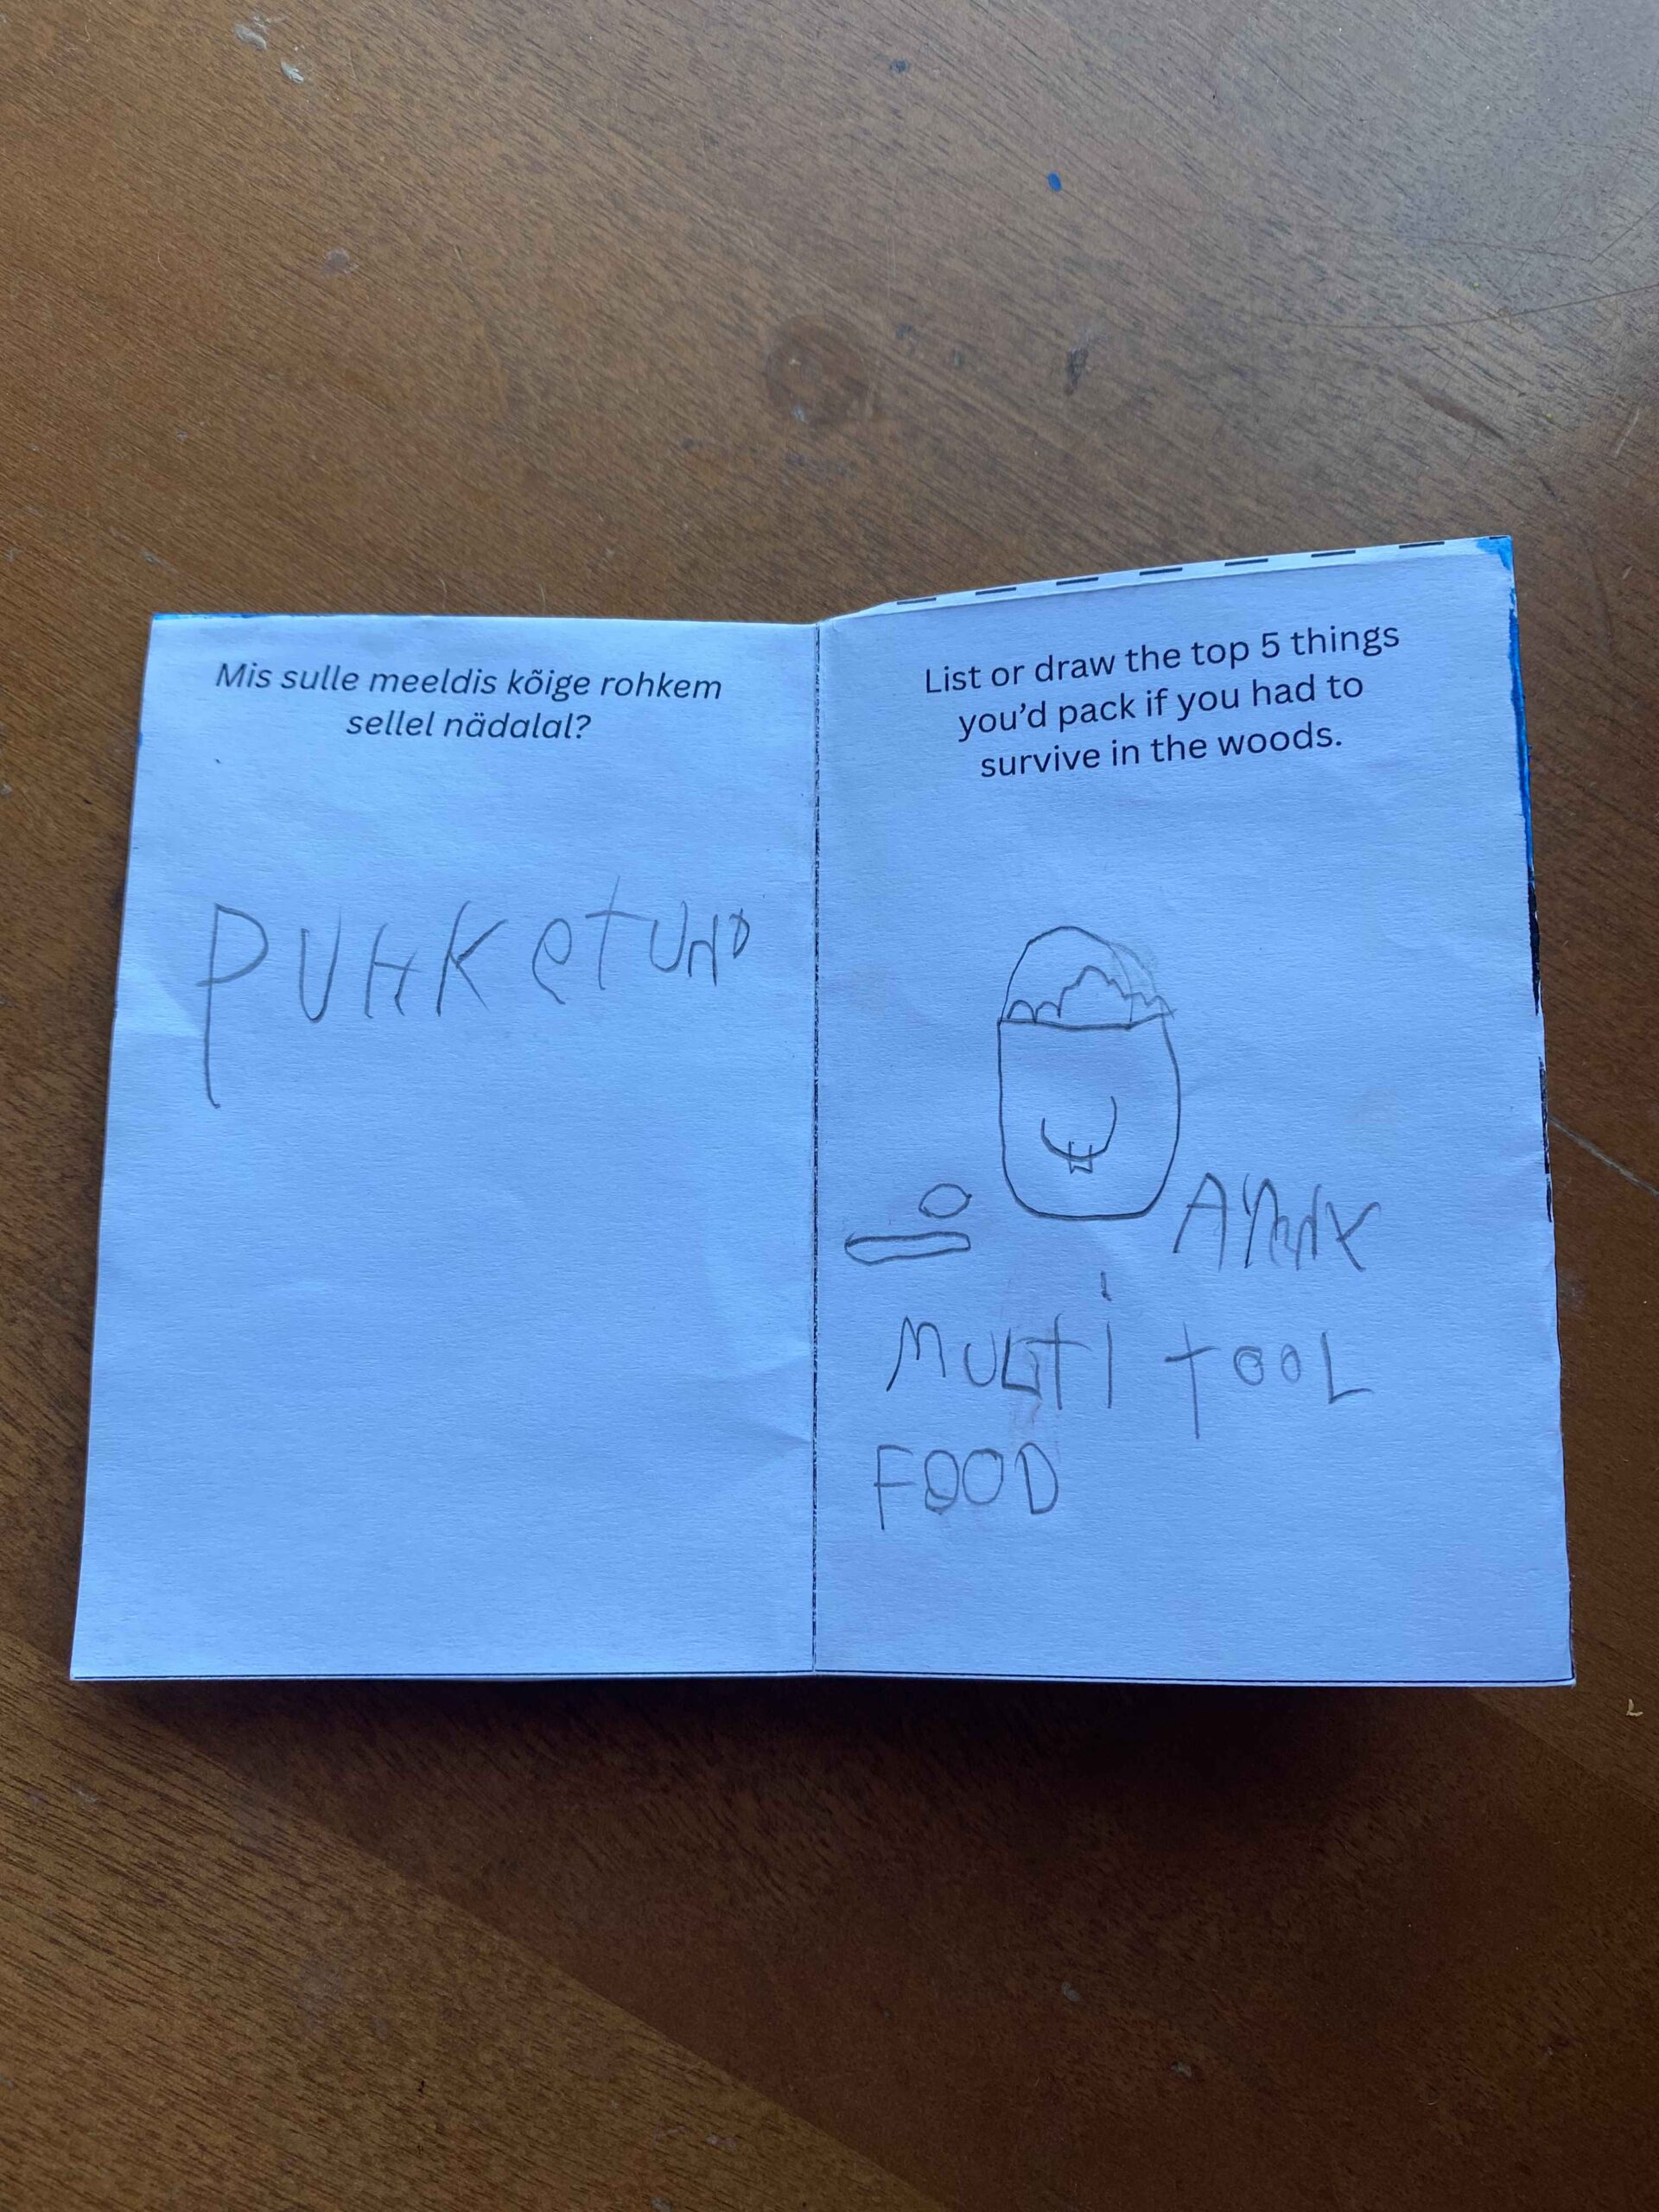 Mis sulle meeldis kõige rohkem
sellel nädalal?
PUHKetUND
List or draw the top 5 things
you'd pack if you had to
survive in the woods.
MULTI tOOL
FOOD